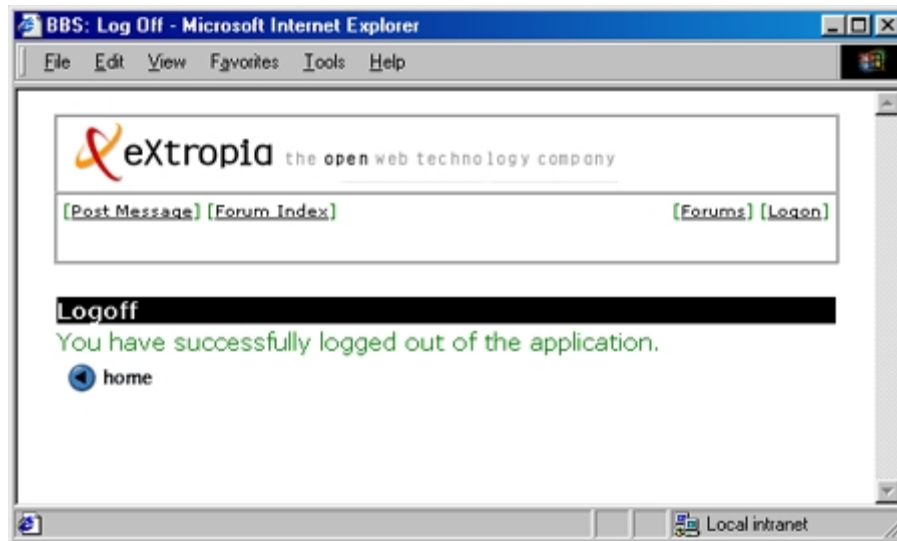 BBS: Log Off - Microsoft Internet Explorer
File Edit View Favorites Tools Help
eXtropia the open web technology company
[Post Message] [Forum Index] [Forums] [Logon]
Logoff
You have successfully logged out of the application.
home
Local intranet